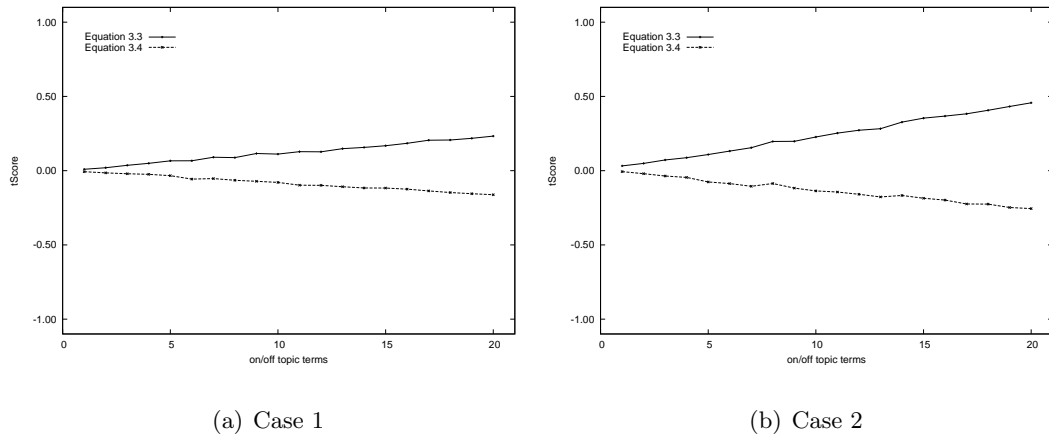 1.00
0.50
0.00
-0.50
-1.00
tScore
Equation 3.3
Equation 3.4
0 5 10 15 20
on/off topic terms
(a) Case 1
1.00
0.50
0.00
-0.50
-1.00
tScore
Equation 3.3
Equation 3.4
0 5 10 15 20
on/off topic terms
(b) Case 2